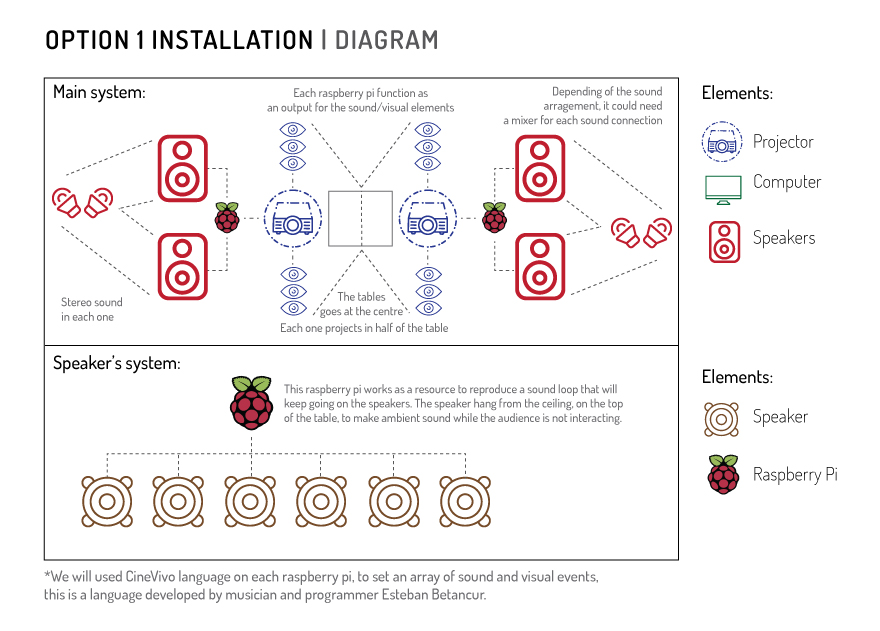 OPTION 1 INSTALLATION | DIAGRAM
Main system:
Each raspberry pi function as
an output for the sound/visual elements
Depending of the sound
arragement, it could need
a mixer for each sound connection
Stereo sound
in each one
The tables
goes at the centre
Each one projects in half of the table
Elements:
Projector
Computer
Speakers
Speaker's system:
This raspberry pi works as a resource to reproduce a sound loop that will
keep going on the speakers. The speaker hang from the ceiling, on the top
of the table, to make ambient sound while the audience is not interacting.
Elements:
Speaker
Raspberry Pi
*We will used CineVivo language on each raspberry pi, to set an array of sound and visual events,
this is a language developed by musician and programmer Esteban Betancur.